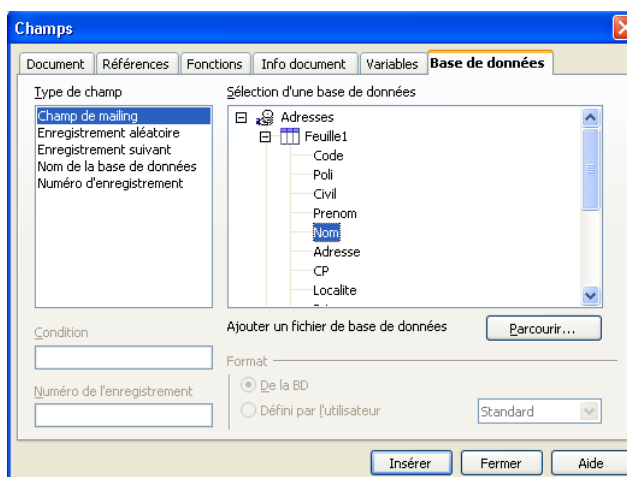 Champs
Document Références Fonctions Info document Variables Base de données
Type de champ
Champ de mailing
Enregistrement aléatoire
Enregistrement suivant
Nom de la base de données
Numéro d'enregistrement
Sélection d'une base de données
Adresses
Feuille1
Code
Poli
Civil
Prenom
Nom
Adresse
CP
Localite
Condition
Numéro de l'enregistrement
Ajouter un fichier de base de données Parcourir...
Format
De la BD
Défini par l'utilisateur Standard
Insérer Fermer Aide